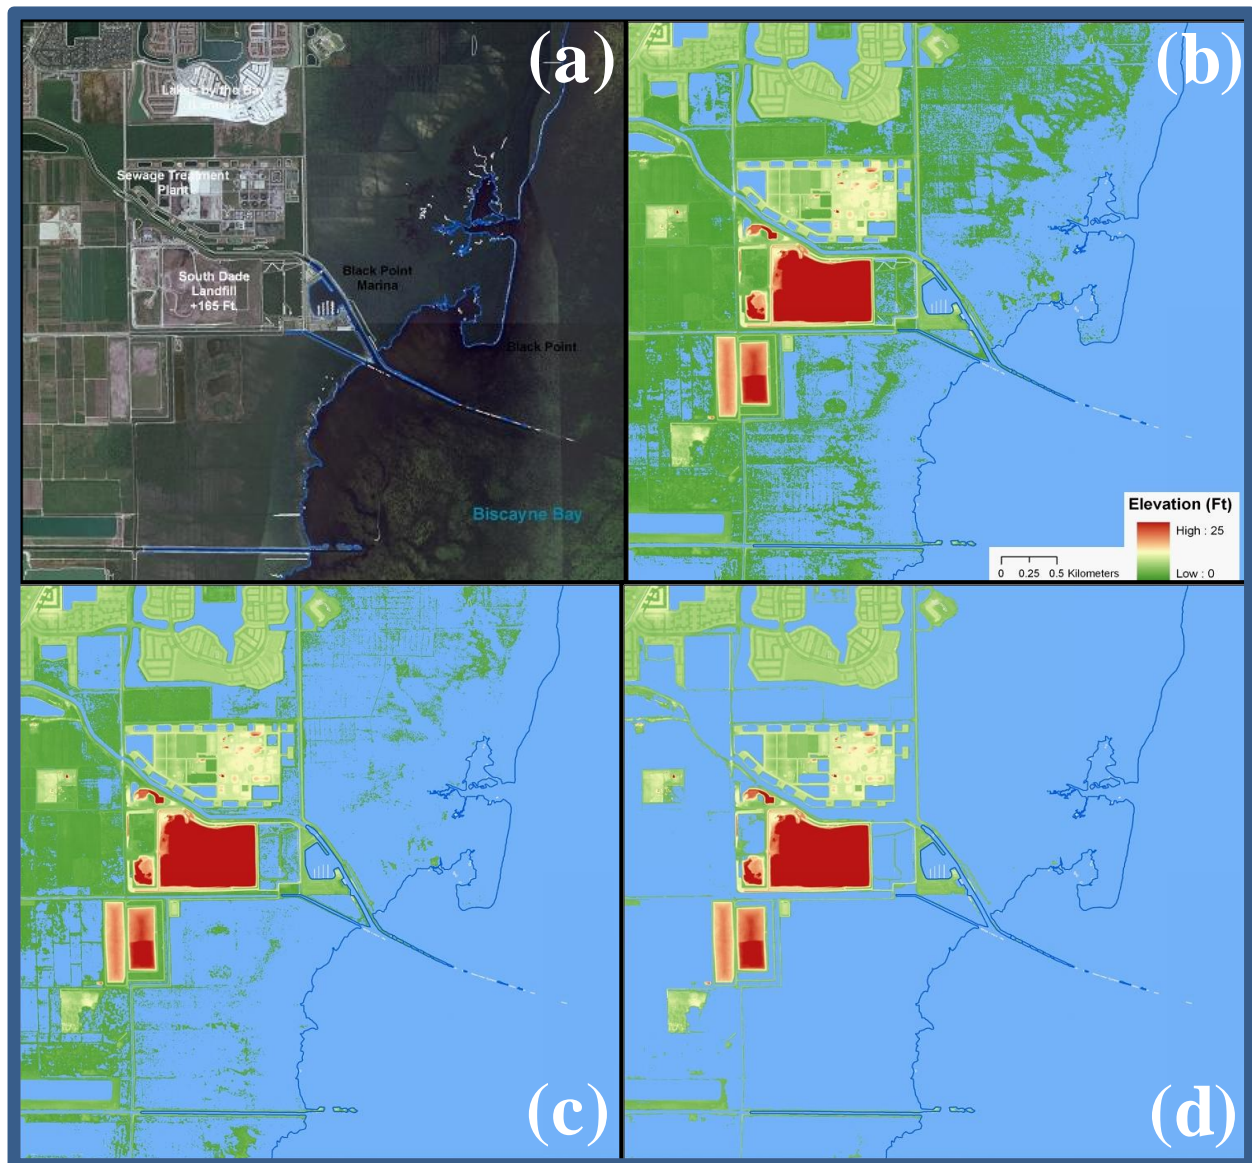 (a)
Lakes by the Bay
Sewage Treatment
Plant
South Dade
Landfill
+165 Ft.
Black Point
Marina
Black Point
Biscayne Bay
(b)
Elevation (Ft)
High : 25
Low : 0
0 0.25 0.5 Kilometers
(c)
(d)